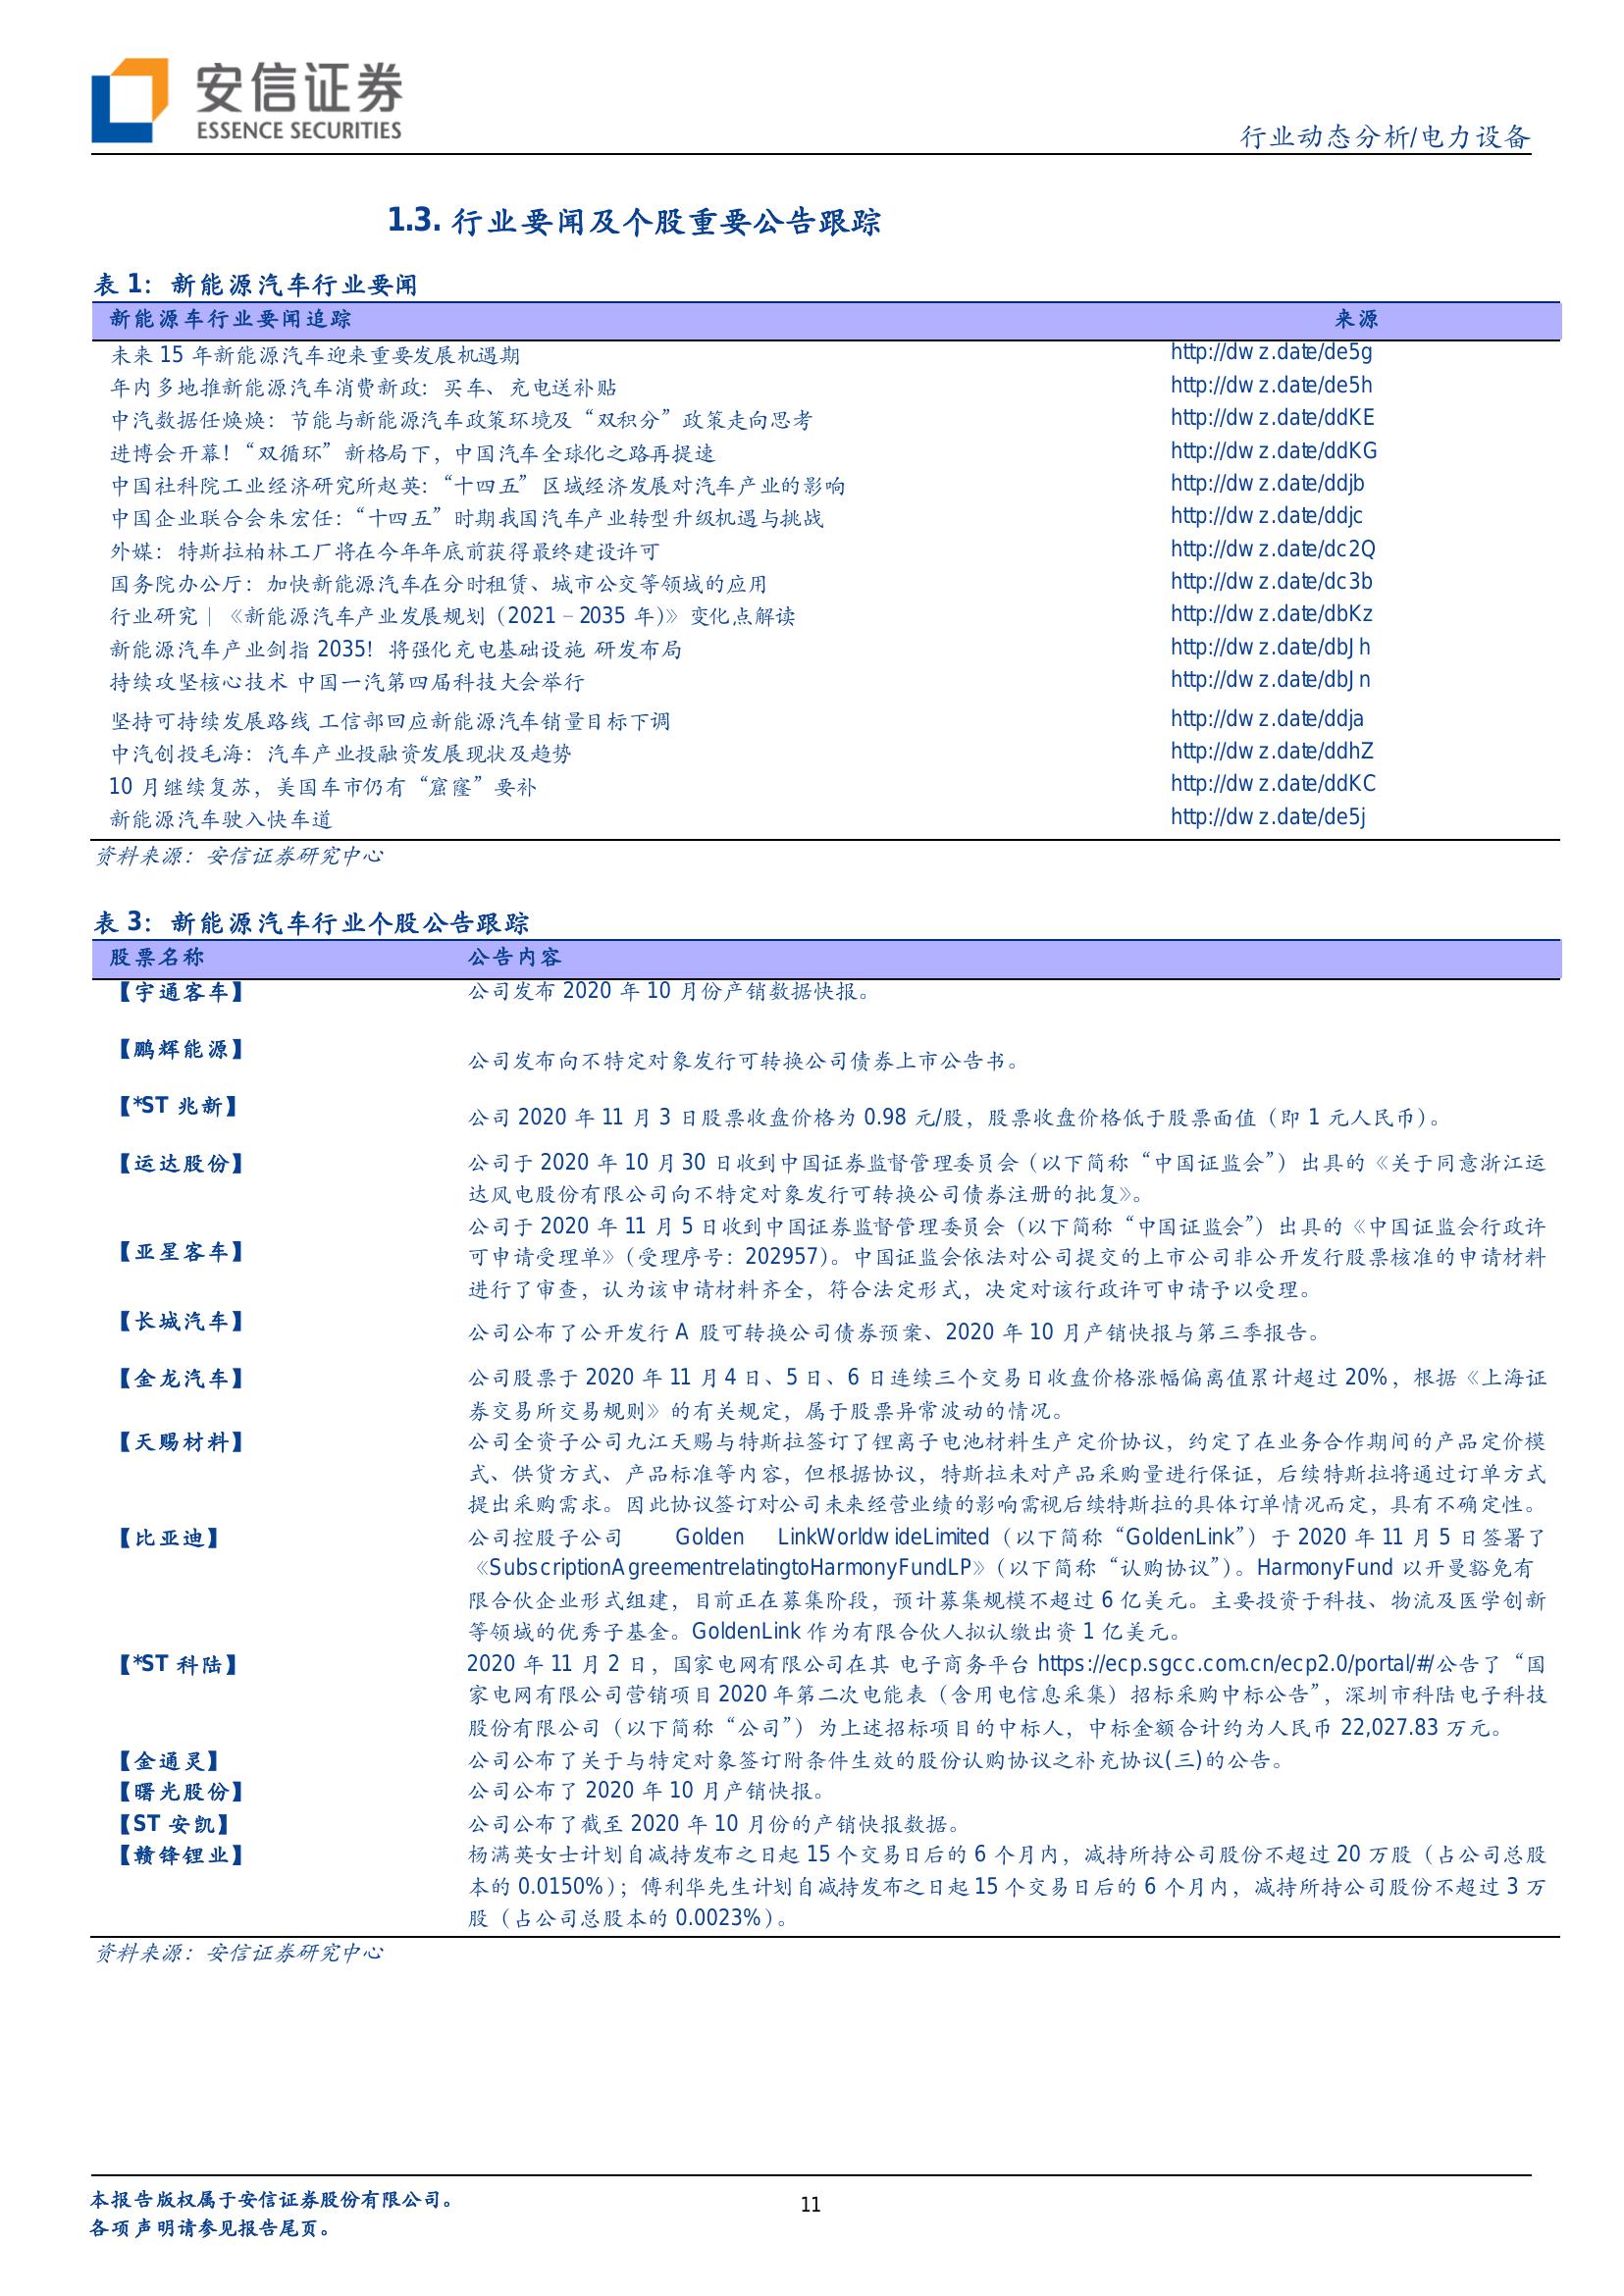 安信证券
ESSENCE SECURITIES
行业动态分析/电力设备
1.3. 行业要闻及个股重要公告跟踪
表 1：新能源汽车行业要闻
新能源车行业要闻追踪 来源
未来 15 年新能源汽车迎来重要发展机遇期 http://dwz.date/de5g
年内多地推新能源汽车消费新政：买车、充电送补贴 http://dwz.date/de5h
中汽数据任焕焕：节能与新能源汽车政策环境及“双积分”政策走向思考 http://dwz.date/ddKE
进博会开幕！“双循环”新格局下，中国汽车全球化之路再提速 http://dwz.date/ddKG
中国社科院工业经济研究所赵英：“十四五”区域经济发展对汽车产业的影响 http://dwz.date/ddjb
中国企业联合会朱宏任：“十四五”时期我国汽车产业转型升级机遇与挑战 http://dwz.date/ddjc
外媒：特斯拉柏林工厂将在今年年底前获得最终建设许可 http://dwz.date/dc2Q
国务院办公厅：加快新能源汽车在分时租赁、城市公交等领域的应用 http://dwz.date/dc3b
行业研究｜《新能源汽车产业发展规划（2021－2035 年)》变化点解读 http://dwz.date/dbKz
新能源汽车产业剑指 2035！将强化充电基础设施 研发布局 http://dwz.date/dbJh
持续攻坚核心技术 中国一汽第四届科技大会举行 http://dwz.date/dbJn
坚持可持续发展路线 工信部回应新能源汽车销量目标下调 http://dwz.date/ddja
中汽创投毛海：汽车产业投融资发展现状及趋势 http://dwz.date/ddhZ
10 月继续复苏，美国车市仍有“窟窿”要补 http://dwz.date/ddKC
新能源汽车驶入快车道 http://dwz.date/de5j
资料来源：安信证券研究中心
表 3：新能源汽车行业个股公告跟踪
股票名称 公告内容
【宇通客车】 公司发布 2020 年 10 月份产销数据快报。
【鹏辉能源】 公司发布向不特定对象发行可转换公司债券上市公告书。
【*ST 兆新】 公司 2020 年 11 月 3 日股票收盘价格为 0.98 元/股，股票收盘价格低于股票面值（即 1 元人民币）。
【运达股份】 公司于 2020 年 10 月 30 日收到中国证券监督管理委员会（以下简称“中国证监会”）出具的《关于同意浙江运
达风电股份有限公司向不特定对象发行可转换公司债券注册的批复》。
公司于 2020 年 11 月 5 日收到中国证券监督管理委员会（以下简称“中国证监会”）出具的《中国证监会行政许
【亚星客车】 可申请受理单》（受理序号：202957）。中国证监会依法对公司提交的上市公司非公开发行股票核准的申请材料
进行了审查，认为该申请材料齐全，符合法定形式，决定对该行政许可申请予以受理。
【长城汽车】 公司公布了公开发行 A 股可转换公司债券预案、2020 年 10 月产销快报与第三季报告。
【金龙汽车】 公司股票于 2020 年 11 月 4 日、5 日、6 日连续三个交易日收盘价格涨幅偏离值累计超过 20%，根据《上海证
券交易所交易规则》的有关规定，属于股票异常波动的情况。
【天赐材料】 公司全资子公司九江天赐与特斯拉签订了锂离子电池材料生产定价协议，约定了在业务合作期间的产品定价模
式、供货方式、产品标准等内容，但根据协议，特斯拉未对产品采购量进行保证，后续特斯拉将通过订单方式
提出采购需求。因此协议签订对公司未来经营业绩的影响需视后续特斯拉的具体订单情况而定，具有不确定性。
【比亚迪】 公司控股子公司 Golden LinkWorldwideLimited（以下简称“GoldenLink”）于 2020 年 11 月 5 日签署了
《SubscriptionAgreementrelatingtoHarmonyFundLP》（以下简称“认购协议”）。HarmonyFund 以开曼豁免有
限合伙企业形式组建，目前正在募集阶段，预计募集规模不超过 6 亿美元。主要投资于科技、物流及医学创新
等领域的优秀子基金。GoldenLink 作为有限合伙人拟认缴出资 1 亿美元。
【*ST 科陆】 2020 年 11 月 2 日，国家电网有限公司在其 电子商务平台 https://ecp.sgcc.com.cn/ecp2.0/portal/#/公告了“国
家电网有限公司营销项目 2020 年第二次电能表（含用电信息采集）招标采购中标公告”，深圳市科陆电子科技
股份有限公司（以下简称“公司”）为上述招标项目的中标人，中标金额合计约为人民币 22,027.83 万元。
【金通灵】 公司公布了关于与特定对象签订附条件生效的股份认购协议之补充协议(三)的公告。
【曙光股份】 公司公布了 2020 年 10 月产销快报。
【ST 安凯】 公司公布了截至 2020 年 10 月份的产销快报数据。
【赣锋锂业】 杨满英女士计划自减持发布之日起 15 个交易日后的 6 个月内，减持所持公司股份不超过 20 万股（占公司总股
本的 0.0150%）；傅利华先生计划自减持发布之日起 15 个交易日后的 6 个月内，减持所持公司股份不超过 3 万
股（占公司总股本的 0.0023%）。
资料来源：安信证券研究中心
本报告版权属于安信证券股份有限公司。
各项声明请参见报告尾页。
11